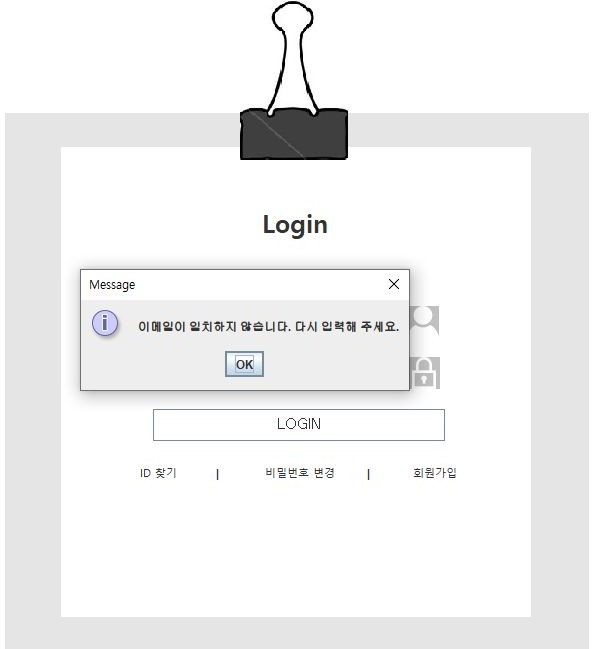 Login
Message
이메일이 일치하지 않습니다. 다시 입력해 주세요.
OK
LOGIN
ID 찾기 | 비밀번호 변경 | 회원가입